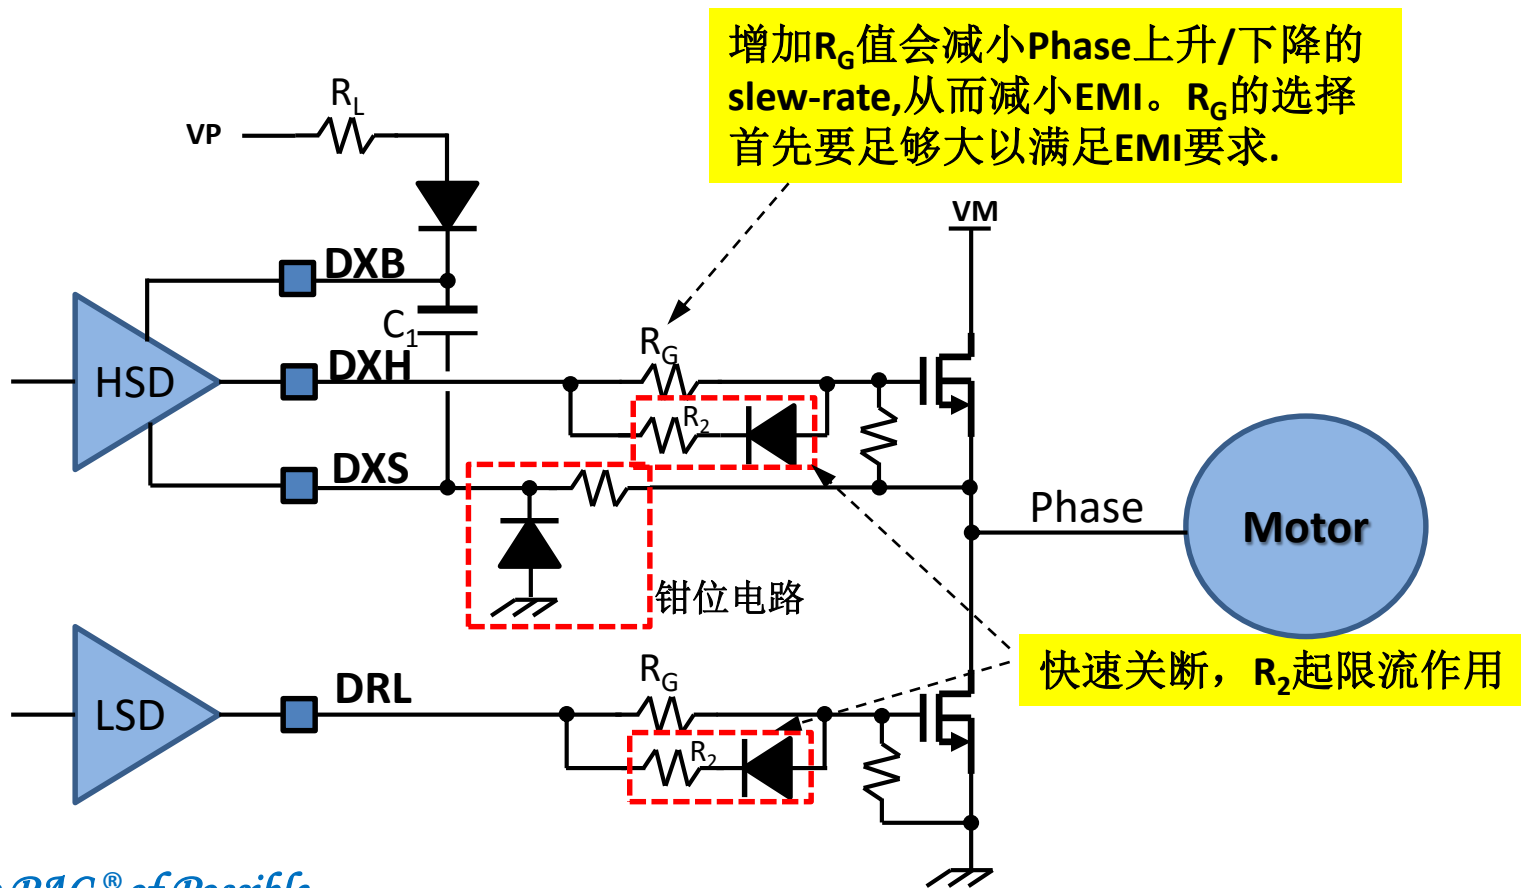 增加RG值会减小Phase上升/下降的
slew-rate,从而减小EMI。RG的选择
首先要足够大以满足EMI要求.
RL
VP
VM
DXB
C1
RG
DXH
HSD
R2
DXS
Phase
Motor
钳位电路
快速关断，R2起限流作用
RG
DRL
LSD
R2
PAC® of Possible